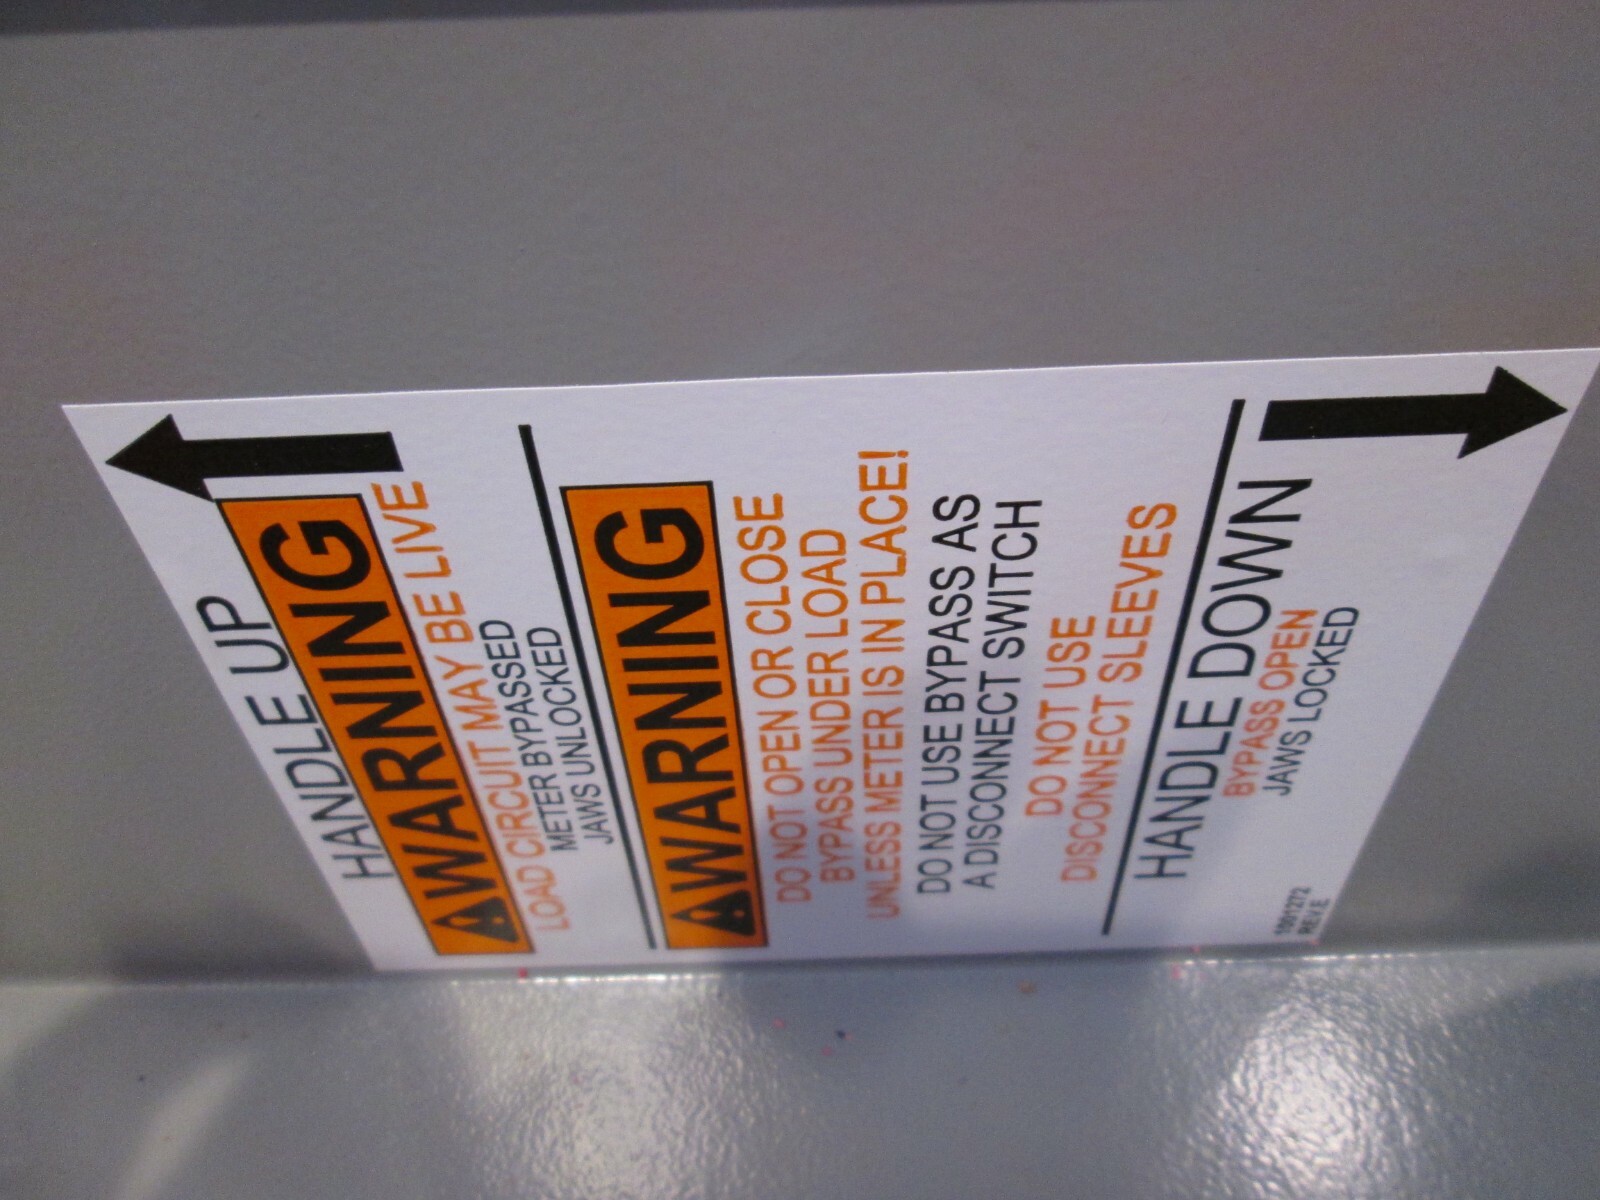 HANDLE UP
WARNING
LOAD CIRCUIT MAY BE LIVE
METER BYPASSED
JAWS UNLOCKED
WARNING
DO NOT OPEN OR CLOSE
BYPASS UNDER LOAD
UNLESS METER IS IN PLACE!
DO NOT USE BYPASS AS
A DISCONNECT SWITCH
DO NOT USE
DISCONNECT SLEEVES
HANDLE DOWN
BYPASS OPEN
JAWS LOCKED
1001272
REV.E